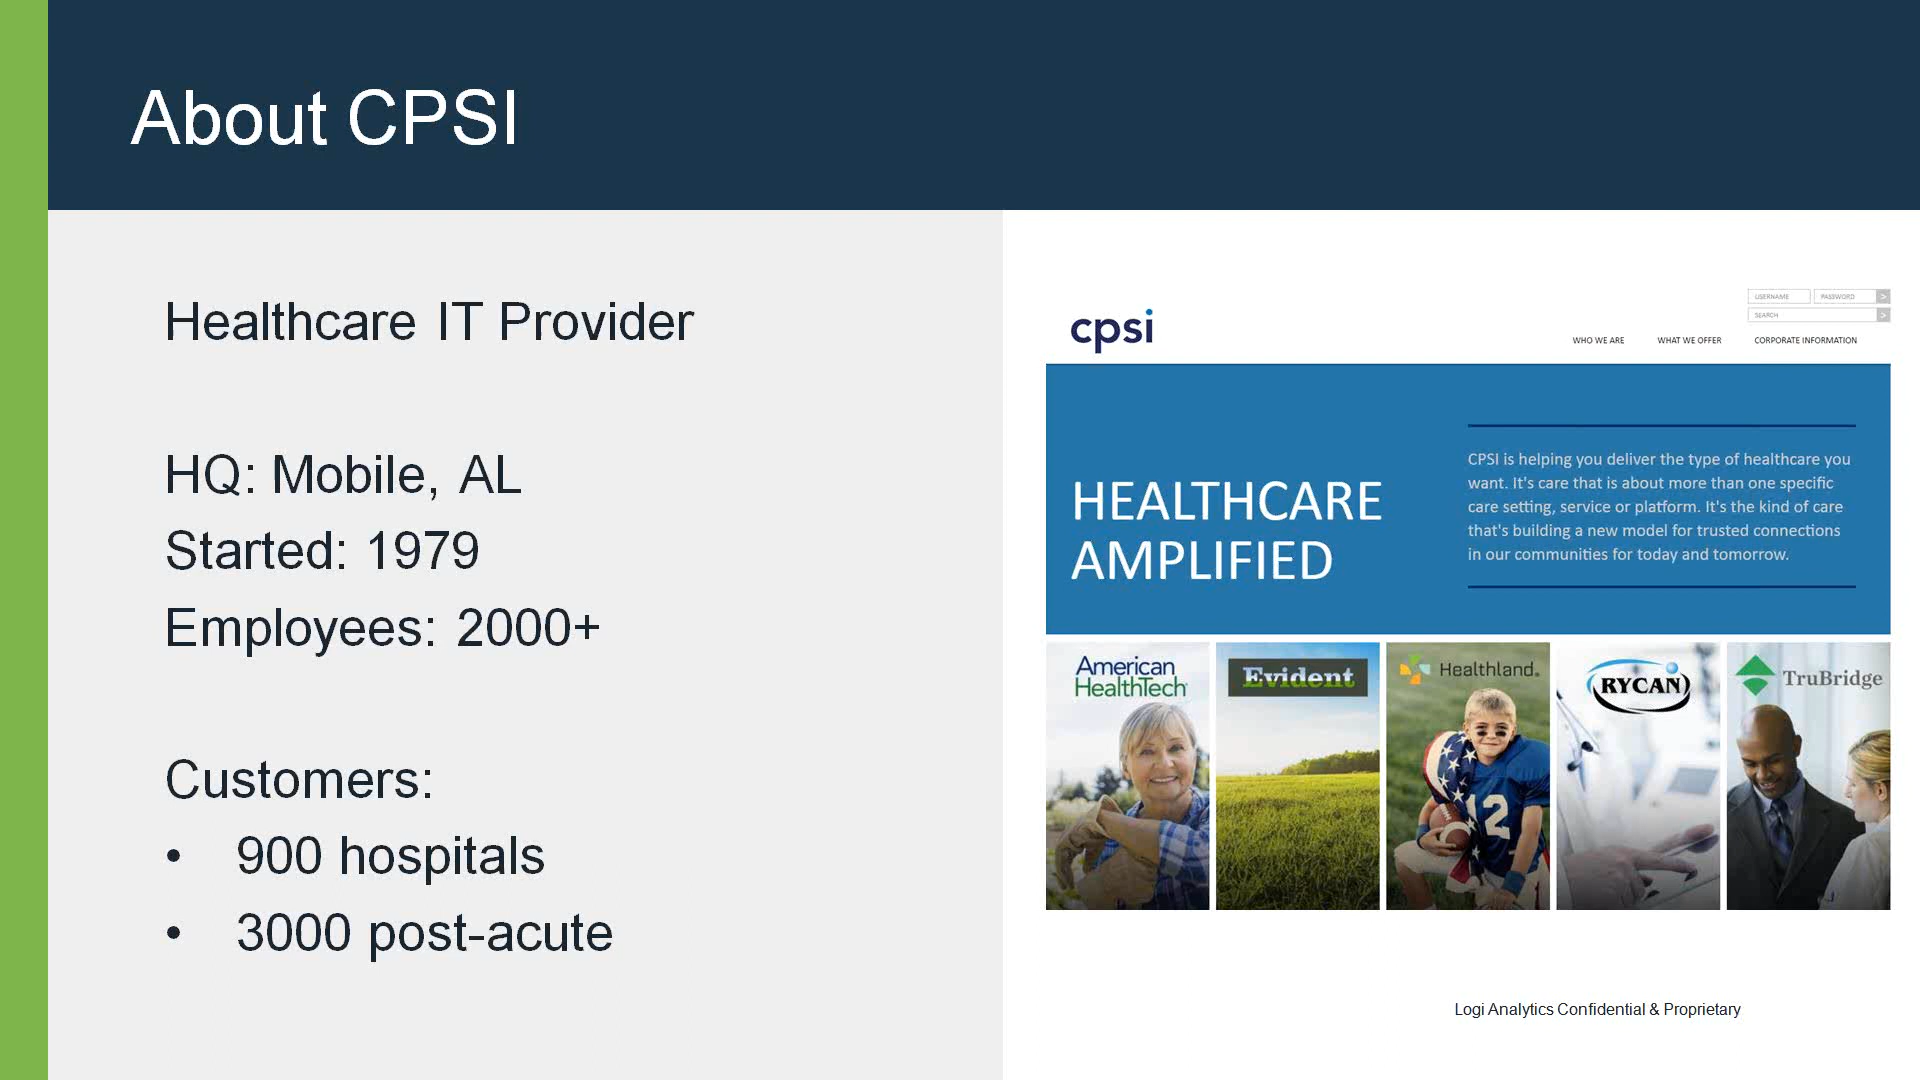 About CPSI
Healthcare IT Provider
HQ: Mobile, AL
Started: 1979
Employees: 2000+
Customers:
• 900 hospitals
• 3000 post-acute
USERNAME PASSWORD >
SEARCH >
cpsi
WHO WE ARE WHAT WE OFFER CORPORATE INFORMATION
HEALTHCARE
AMPLIFIED
CPSI is helping you deliver the type of healthcare you
want. It's care that is about more than one specific
care setting, service or platform. It's the kind of care
that's building a new model for trusted connections
in our communities for today and tomorrow.
American
HealthTech
Evident
Healthland.
RYCAN
TruBridge
12
Logi Analytics Confidential & Proprietary